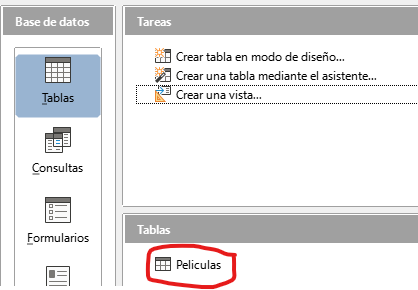 Base de datos
Tablas
Consultas
Formularios
Tareas
Crear tabla en modo de diseño...
Crear una tabla mediante el asistente...
Crear una vista...
Tablas
Peliculas